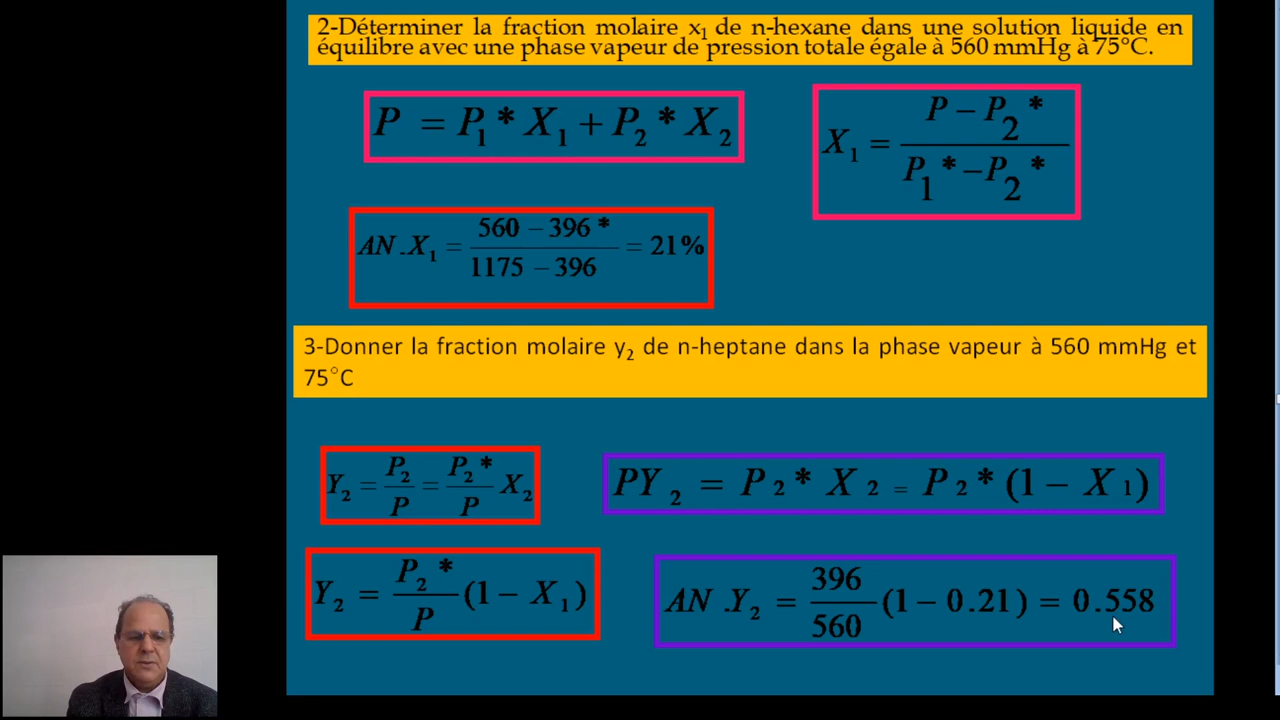 2-Déterminer la fraction molaire x₁ de n-hexane dans une solution liquide en
équilibre avec une phase vapeur de pression totale égale à 560 mmHg à 75°C.
P = P₁* X₁ + P₂* X₂
X₁ = (P − P₂*) / (P₁* − P₂*)
AN.X₁ = (560 − 396*) / (1175 − 396) = 21%
3-Donner la fraction molaire y₂ de n-heptane dans la phase vapeur à 560 mmHg et
75°C
Y₂ = P₂/P = P₂*/P X₂
PY₂ = P₂* X₂ = P₂* (1 − X₁)
Y₂ = P₂*/P (1 − X₁)
AN.Y₂ = 396/560 (1 − 0.21) = 0.558